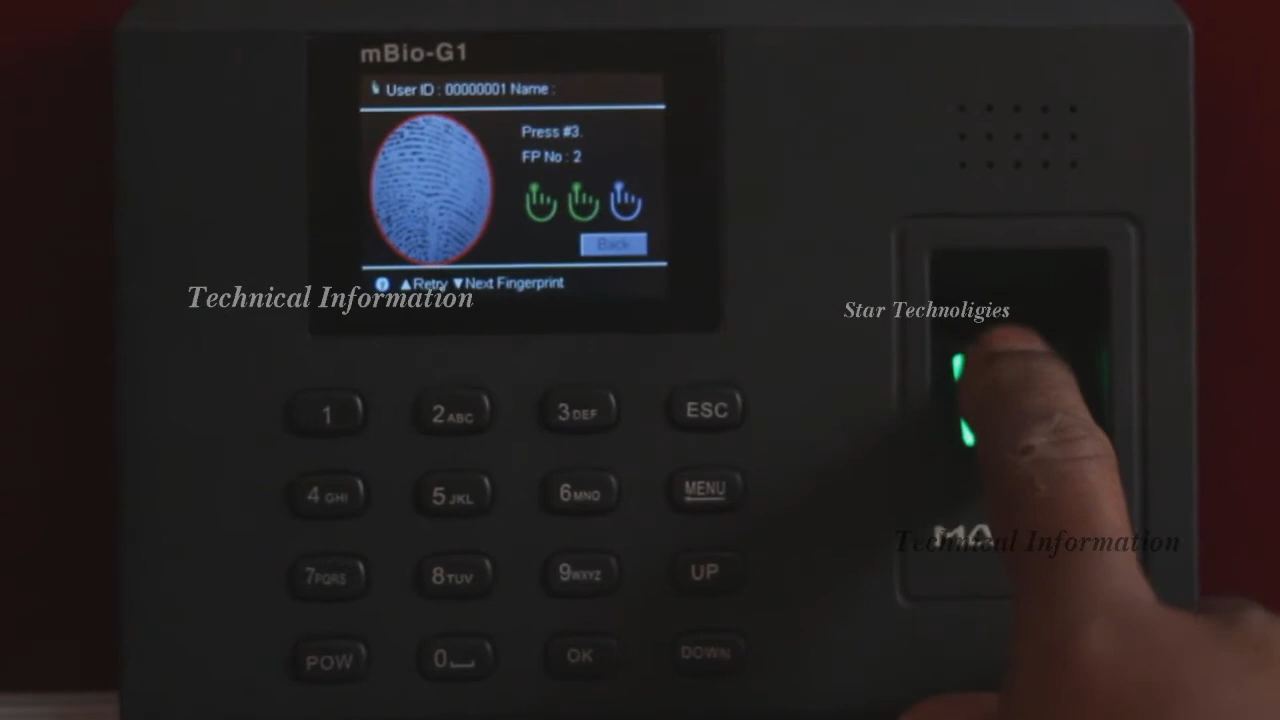 mBio-G1
User ID : 00000001 Name :
Press #3.
FP No : 2
Back
▲Retry ▼Next Fingerprint
Technical Information
Star Technoligies
1 2ABC 3DEF ESC
4GHI 5JKL 6MNO MENU
Technical Information
7PQRS 8TUV 9WXYZ UP
POW 0 OK DOWN